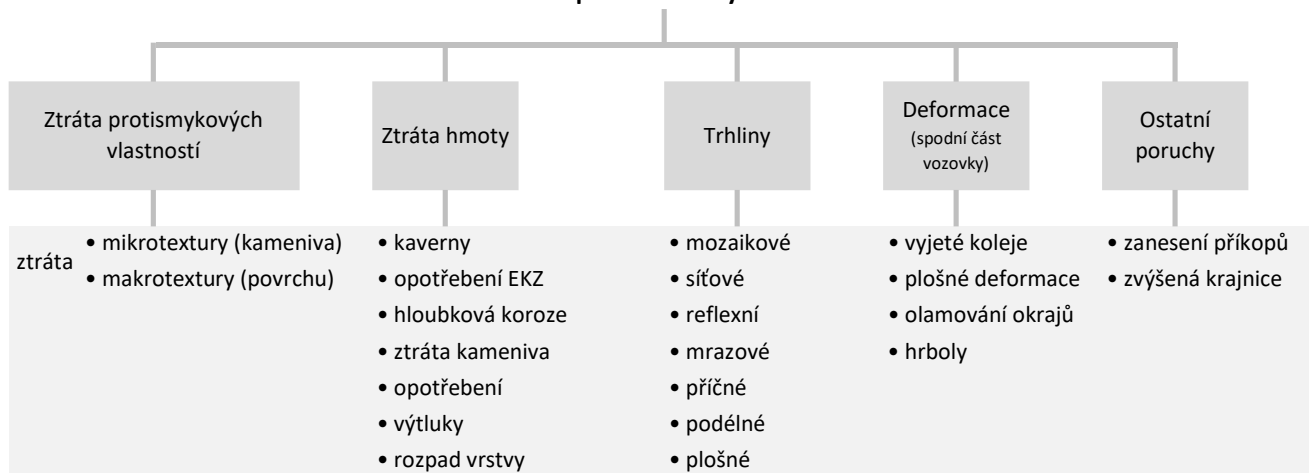 Ztráta protismykových
vlastností
Ztráta hmoty
Trhliny
Deformace
(spodní část
vozovky)
Ostatní
poruchy
ztráta
• mikrotextury (kameniva)
• makrotextury (povrchu)
• kaverny
• opotřebení EKZ
• hloubková koroze
• ztráta kameniva
• opotřebení
• výtluky
• rozpad vrstvy
• mozaikové
• síťové
• reflexní
• mrazové
• příčné
• podélné
• plošné
• vyjeté koleje
• plošné deformace
• olamování okrajů
• hrboly
• zanesení příkopů
• zvýšená krajnice